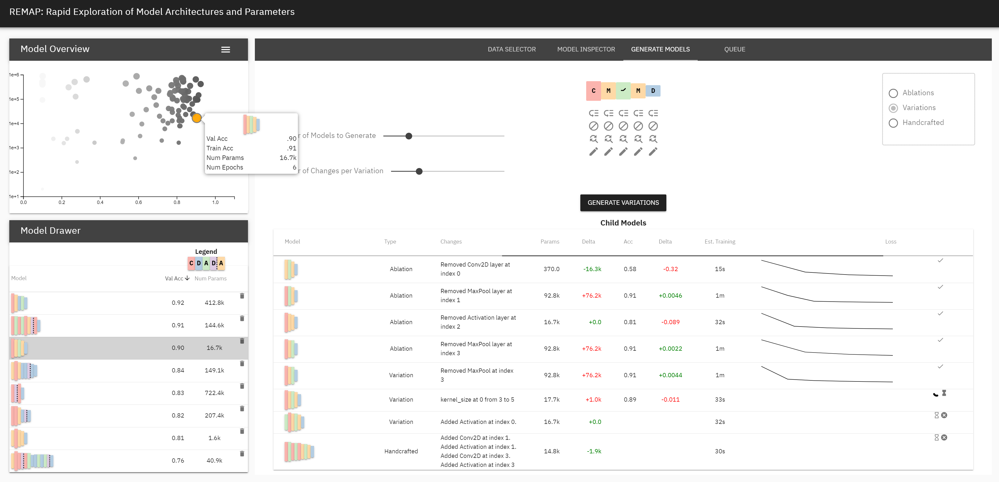 REMAP: Rapid Exploration of Model Architectures and Parameters
Model Overview
1e+6
1e+5
1e+4
1e+3
1e+2
1e+1
0.0 0.2 0.4 0.6 0.8 1.0
Val Acc .90
Train Acc .91
Num Params 16.7k
Num Epochs 6
Model Drawer
Legend
C D A D A
Model Val Acc Num Params
0.92 412.8k
0.91 144.6k
0.90 16.7k
0.84 149.1k
0.83 722.4k
0.82 207.4k
0.81 1.6k
0.76 40.9k
DATA SELECTOR MODEL INSPECTOR GENERATE MODELS QUEUE
r of Models to Generate
r of Changes per Variation
C M M D
Ablations
Variations
Handcrafted
GENERATE VARIATIONS
Child Models
Model Type Changes Params Delta Acc Delta Est. Training Loss
Ablation Removed Conv2D layer at 370.0 -16.3k 0.58 -0.32 15s
index 0
Ablation Removed MaxPool layer at 92.8k +76.2k 0.91 +0.0046 1m
index 1
Ablation Removed Activation layer at 16.7k +0.0 0.81 -0.089 32s
index 2
Ablation Removed MaxPool layer at 92.8k +76.2k 0.91 +0.0022 1m
index 3
Variation Removed MaxPool at index 92.8k +76.2k 0.91 +0.0044 1m
3
Variation kernel_size at 0 from 3 to 5 17.7k +1.0k 0.89 -0.011 33s
Variation Added Activation at index 0. 16.7k +0.0 32s
Added Conv2D at index 1.
Added Activation at index 1.
Handcrafted 14.8k -1.9k 30s
Added Conv2D at index 3.
Added Activation at index 3